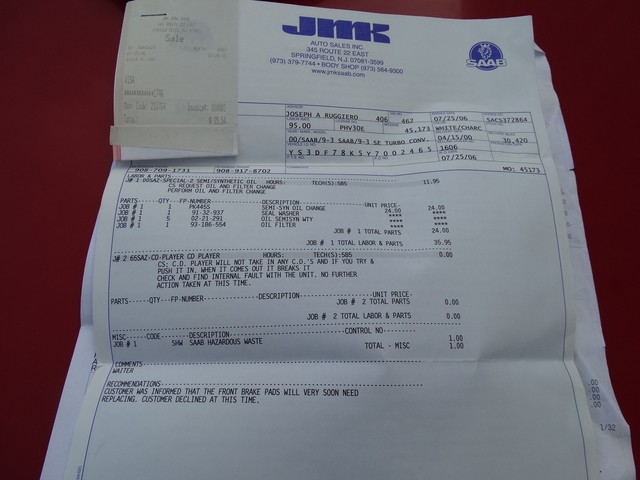 Sale
VISA
Total:
JMK
AUTO SALES INC.
345 ROUTE 22 EAST
SPRINGFIELD, N.J. 07081-3599
(973) 379-7744 • BODY SHOP (973) 564-9300
www.jmksaab.com
SAAB
JOSEPH A RUGGIERO 406 462 07/25/06 SACS372864
95.00 PHV3DE 45,173 WHITE/CHARC
00/SAAB/9-3 SAAB/9-3 SE TURBO CONV. 04/15/00 30,420
YS3DF78K5Y7002465 1606
07/25/06
908-709-1731 908-917-8702 MO: 45173
LABOR & PARTS
J# 1 00SAZ-SPECIAL-2 SEMI/SYNTHETIC OIL HOURS: TECH(S):585 11.95
CS REQUEST OIL AND FILTER CHANGE
PERFORM OIL AND FILTER CHANGE
PARTS------QTY---FP-NUMBER---------------DESCRIPTION--------------------UNIT PRICE-
JOB # 1 1 PK445S SEMI-SYN OIL CHANGE 24.00 24.00
JOB # 1 1 91-32-937 SEAL WASHER **** ****
JOB # 1 5 02-21-291 OIL SEMISYN WTY **** ****
JOB # 1 1 93-186-554 OIL FILTER **** ****
JOB # 1 TOTAL PARTS 24.00
JOB # 1 TOTAL LABOR & PARTS 35.95
J# 2 65SAZ-CD-PLAYER CD PLAYER HOURS: TECH(S):585 0.00
CS: C.D. PLAYER WILL NOT TAKE IN ANY C.D.'S AND IF YOU TRY &
PUSH IT IN, WHEN IT COMES OUT IT BREAKS IT
CHECK AND FIND INTERNAL FAULT WITH THE UNIT. NO FURTHER
ACTION TAKEN AT THIS TIME.
PARTS------QTY---FP-NUMBER---------------DESCRIPTION--------------------UNIT PRICE-
JOB # 2 TOTAL PARTS 0.00
JOB # 2 TOTAL LABOR & PARTS 0.00
MISC------CODE-------DESCRIPTION----------------------------CONTROL NO---------
JOB # 1 SHW SAAB HAZARDOUS WASTE 1.00
TOTAL - MISC 1.00
COMMENTS
WAITER
RECOMMENDATIONS
CUSTOMER WAS INFORMED THAT THE FRONT BRAKE PADS WILL VERY SOON NEED
REPLACING. CUSTOMER DECLINED AT THIS TIME.
.00
.00
.00
1/32